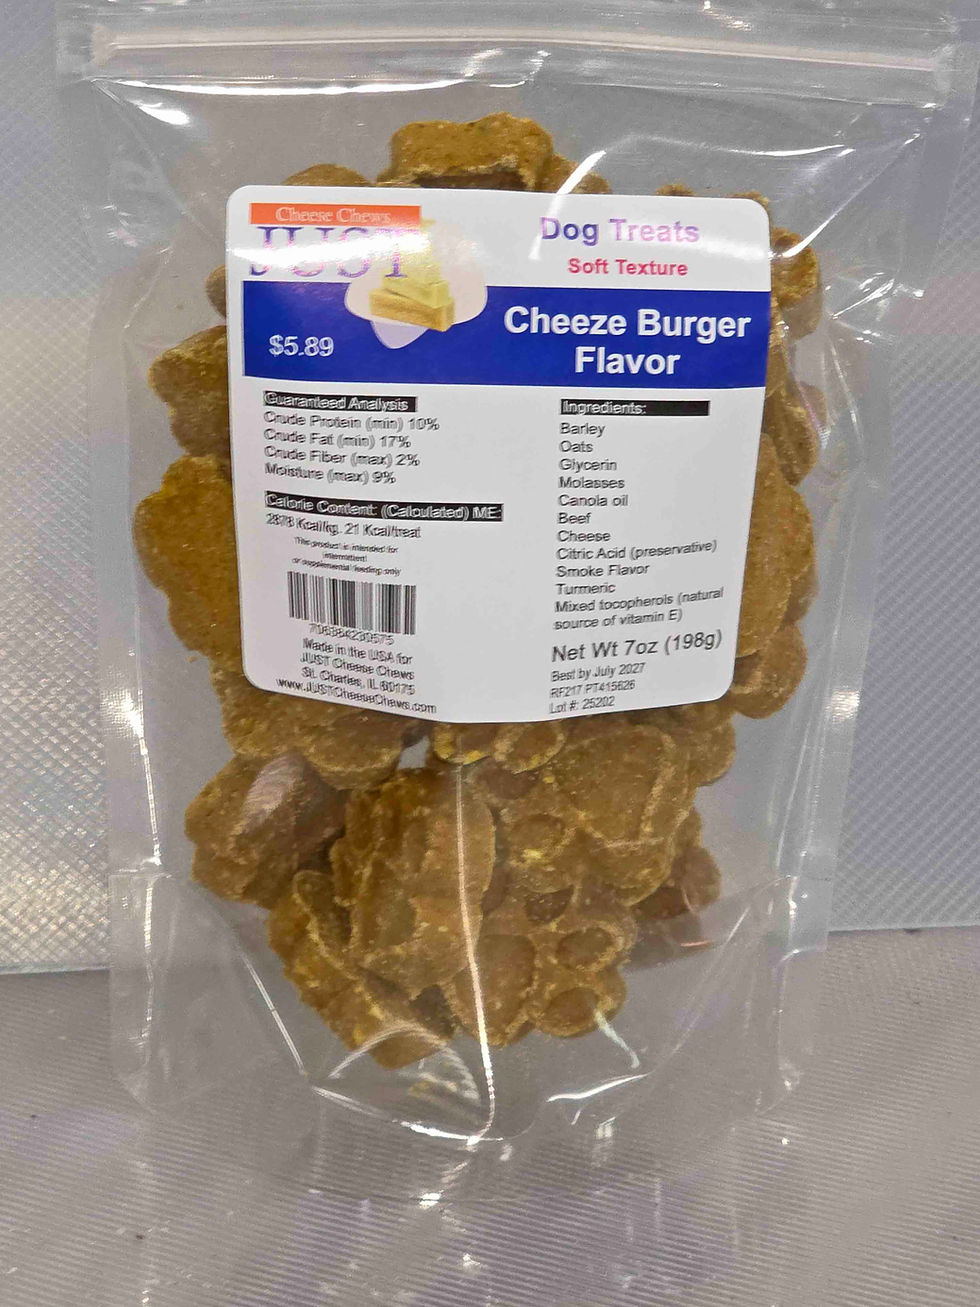 Cheese Chews
JUST
Dog Treats
Soft Texture
$5.89
Cheeze Burger
Flavor
Guaranteed Analysis
Crude Protein (min) 10%
Crude Fat (min) 17%
Crude Fiber (max) 2%
Moisture (max) 9%
Calorie Content: (Calculated) ME:
2878 Kcal/kg. 21 Kcal/treat
This product is intended for
intermittent
or supplemental feeding only
Made in the USA for
JUST Cheese Chews
St. Charles, IL 60175
www.JUSTCheeseChews.com
Ingredients:
Barley
Oats
Glycerin
Molasses
Canola oil
Beef
Cheese
Citric Acid (preservative)
Smoke Flavor
Turmeric
Mixed tocopherols (natural
source of vitamin E)
Net Wt 7oz (198g)
Best by July 2027
RF217 PT415626
Lot #: 25202